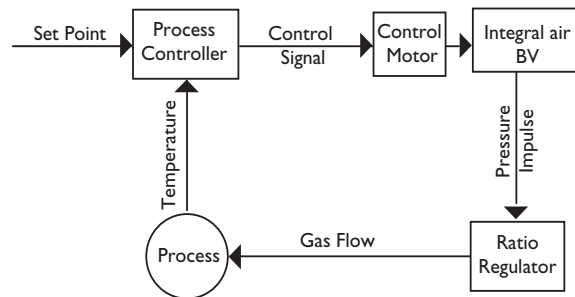 Set Point
Process
Controller
Control
Signal
Control
Motor
Integral air
BV
Temperature
Pressure
Impulse
Process
Gas Flow
Ratio
Regulator